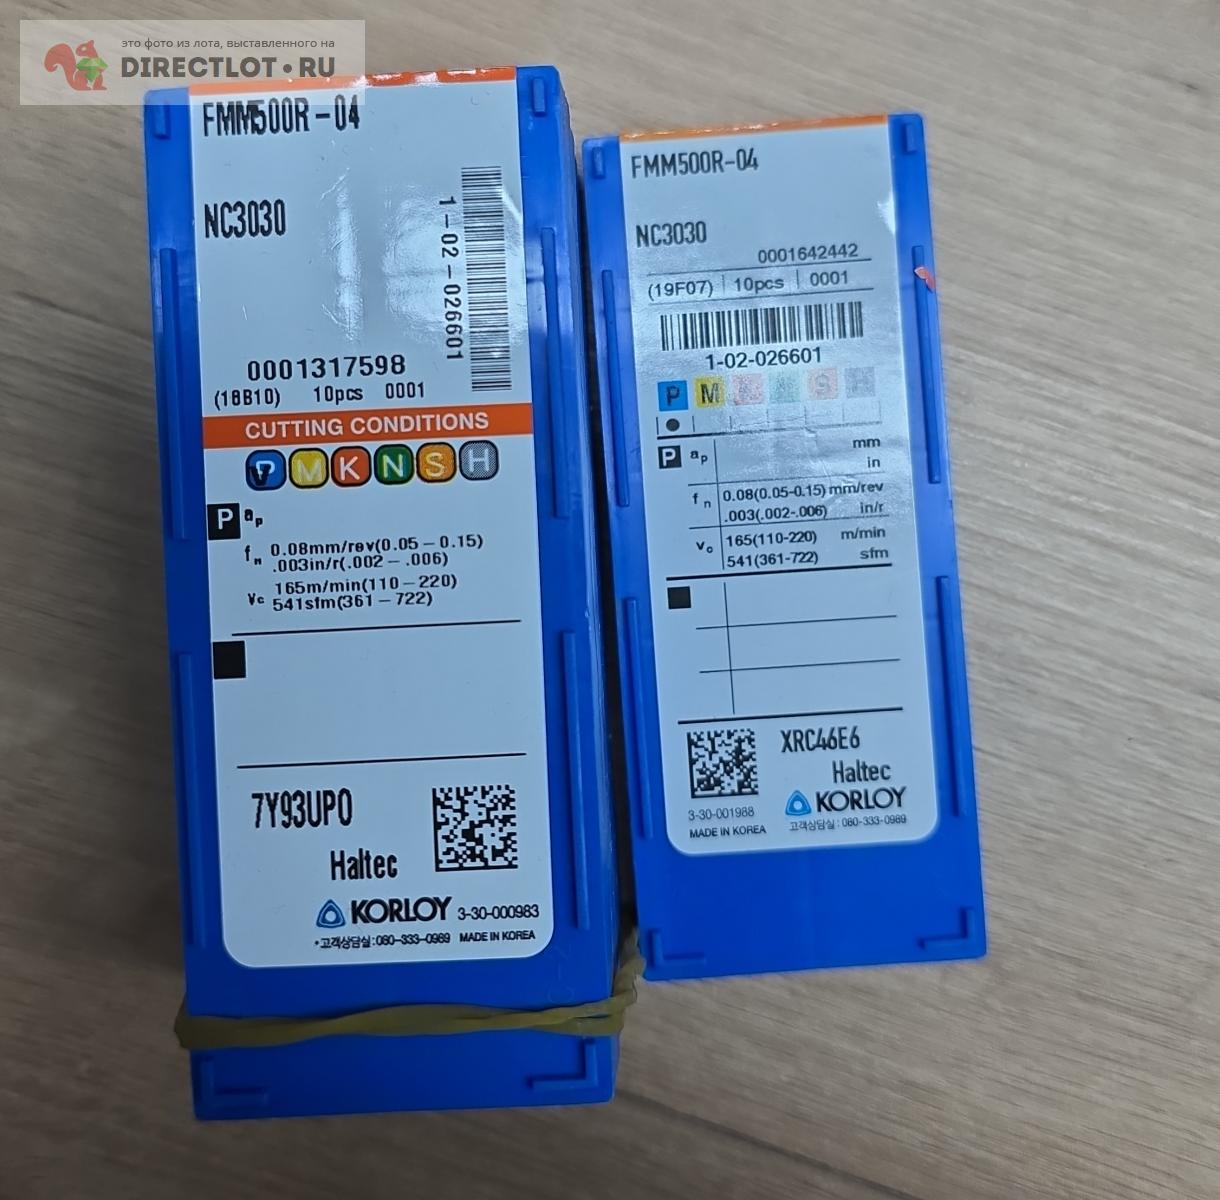 это фото из лота, выставленного на
DIRECTLOT.RU
FMM500R-04
NC3030
1-02-026601
0001317598
(18B10) 10pcs 0001
CUTTING CONDITIONS
P M K N S H
P ap
fn 0.08mm/rev(0.05-0.15)
.003in/r(.002-.006)
Vc 165m/min(110-220)
541sfm(361-722)
7Y93UPO
Haltec
KORLOY 3-30-000983
•고객상담실:080-333-0989 MADE IN KOREA
FMM500R-04
NC3030
0001642442
(19F07) 10pcs 0001
1-02-026601
P M K N S H
P ap mm
in
fn 0.08(0.05-0.15) mm/rev
.003(.002-.006) in/r
Vc 165(110-220) m/min
541(361-722) sfm
XRC46E6
Haltec
KORLOY
3-30-001988
MADE IN KOREA
고객상담실:080-333-0989